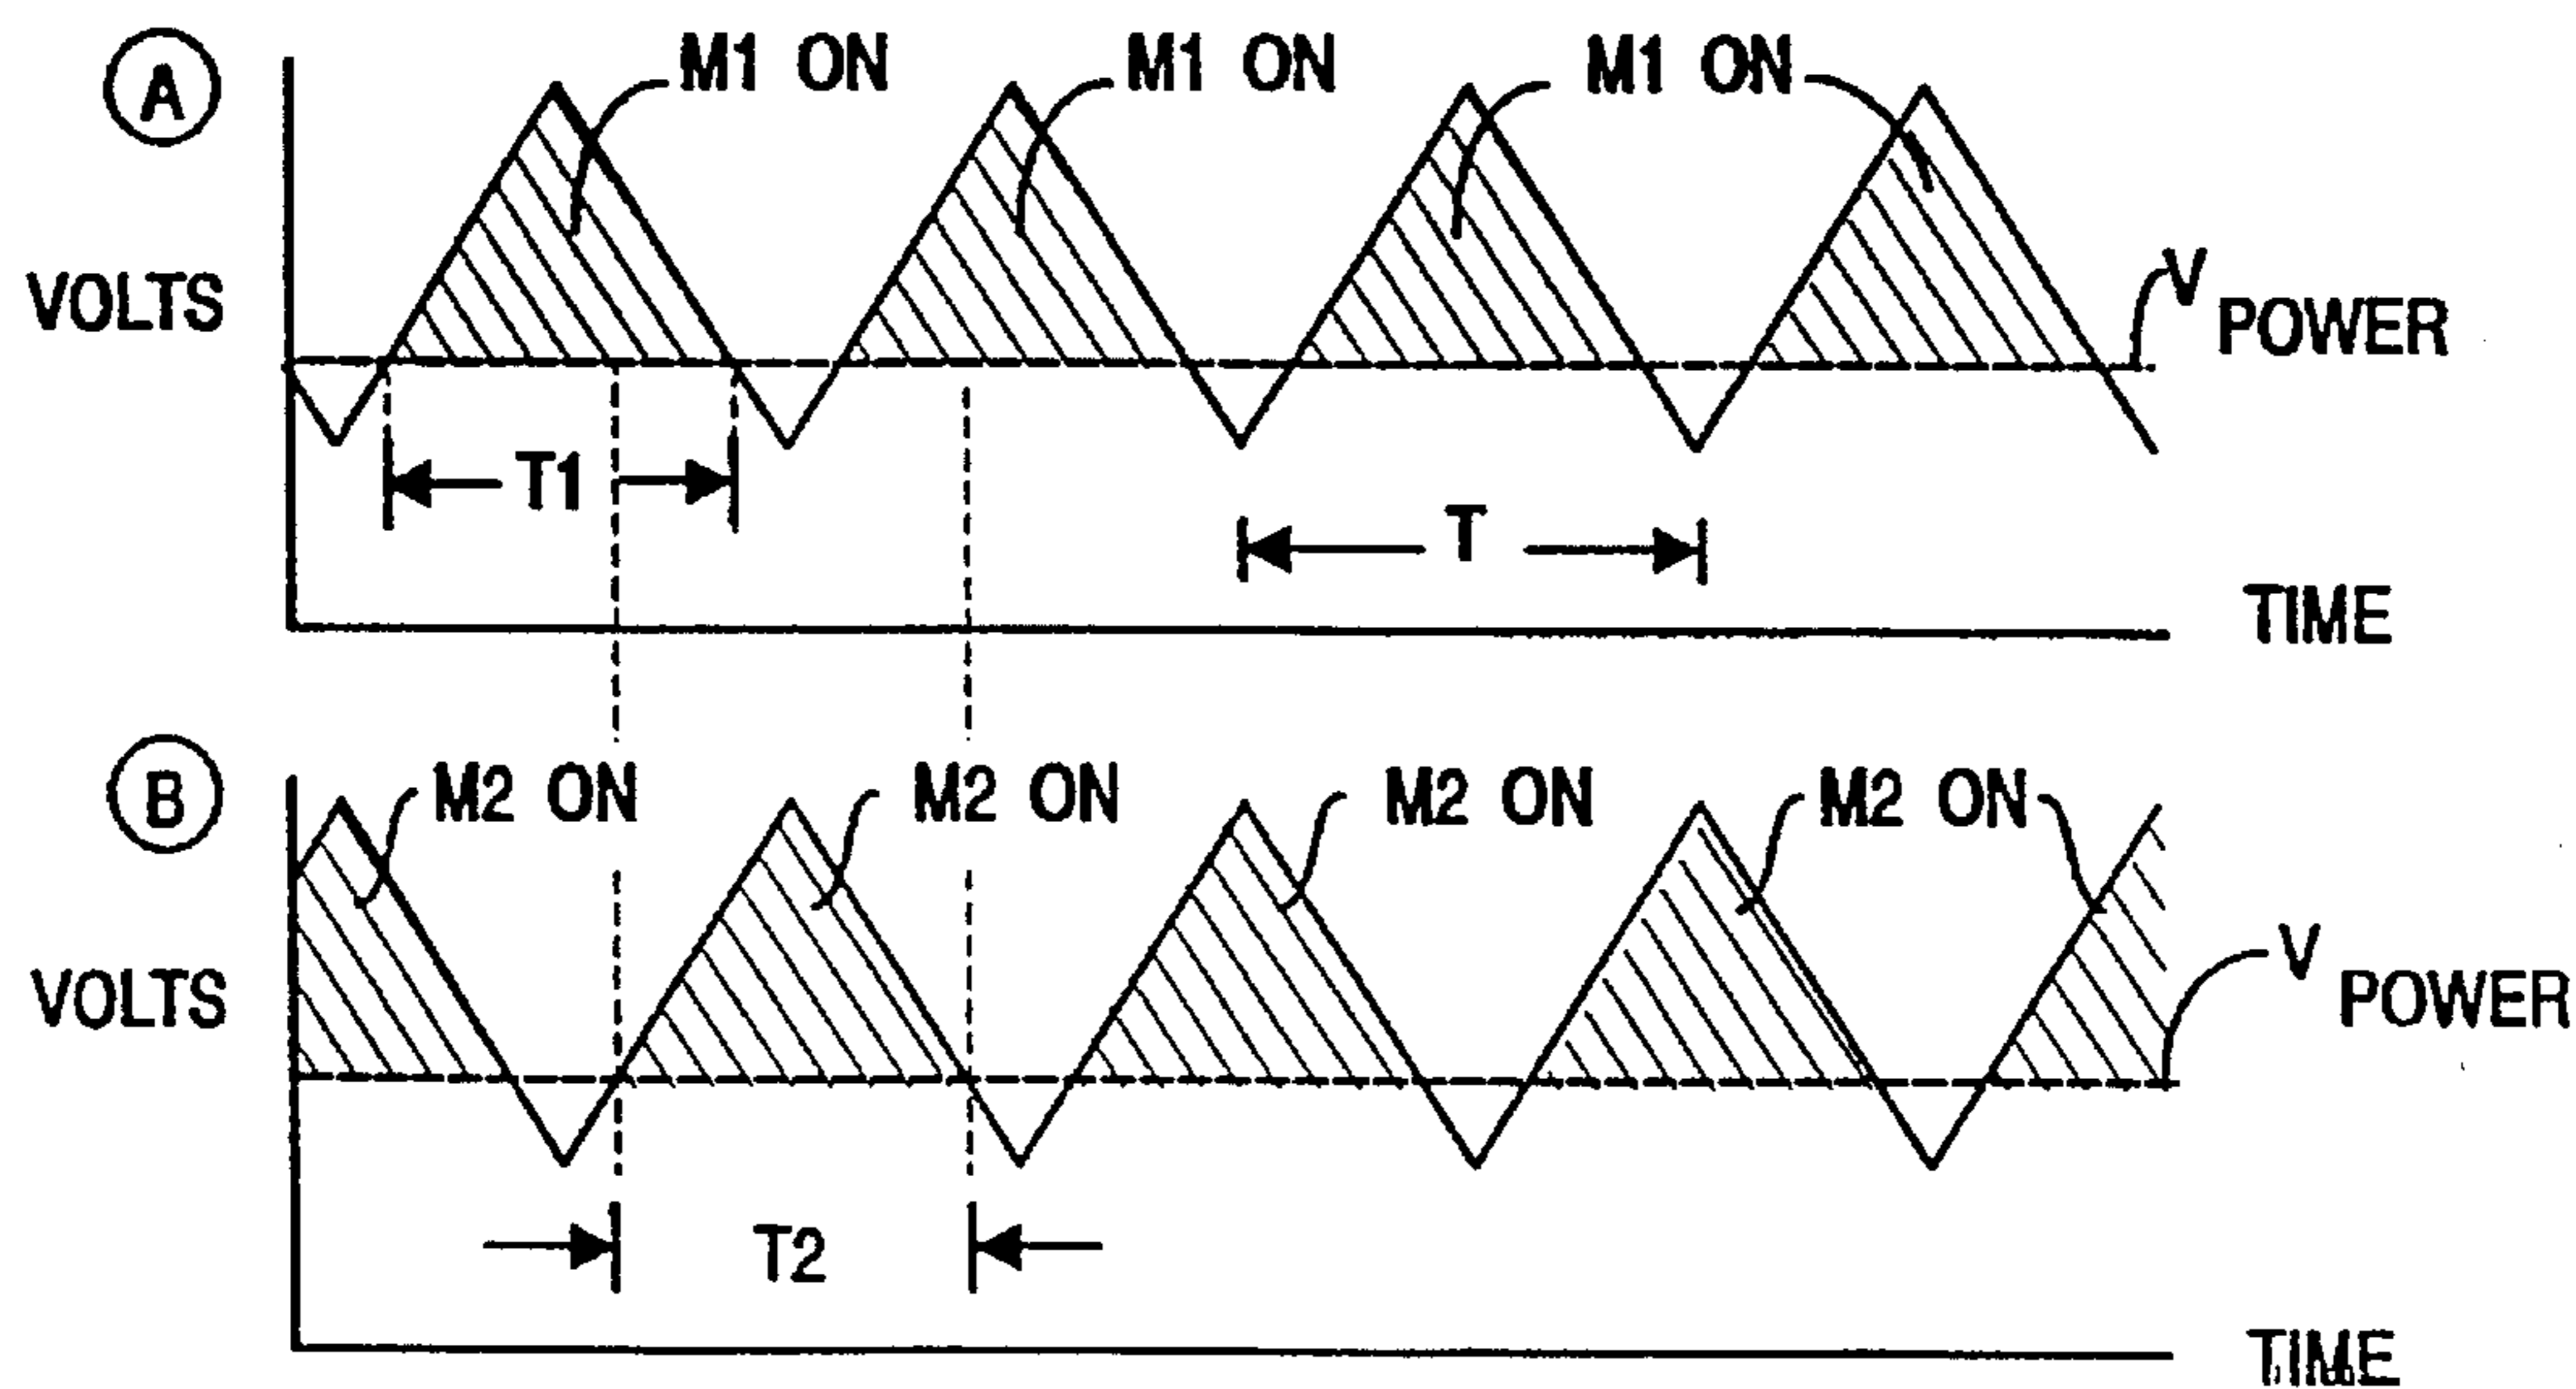 A
M1 ON
M1 ON
M1 ON
VOLTS
V POWER
T1
T
TIME
B
M2 ON
M2 ON
M2 ON
M2 ON
VOLTS
V POWER
T2
TIME